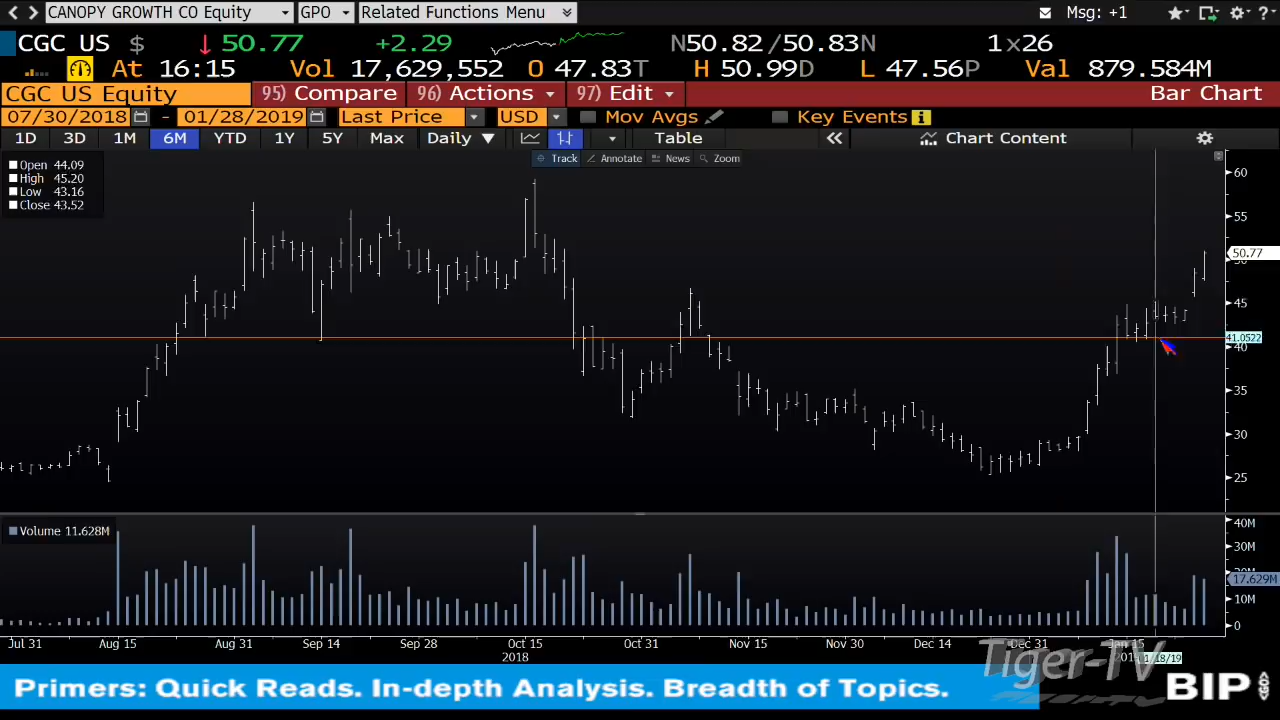 CANOPY GROWTH CO Equity GPO Related Functions Menu Msg: +1
CGC US $ 50.77 +2.29 N50.82/50.83N 1x26
At 16:15 Vol 17,629,552 O 47.83T H 50.99D L 47.56P Val 879.584M
CGC US Equity 95) Compare 96) Actions 97) Edit Bar Chart
07/30/2018 - 01/28/2019 Last Price USD Mov Avgs Key Events
1D 3D 1M 6M YTD 1Y 5Y Max Daily Table Chart Content
Track Annotate News Zoom
Open 44.09
High 45.20
Low 43.16
Close 43.52
60
55
50.77
50
45
41.0522
40
35
30
25
Volume 11.628M
40M
30M
20M
17.629M
10M
0
Jul 31 Aug 15 Aug 31 Sep 14 Sep 28 Oct 15 Oct 31 Nov 15 Nov 30 Dec 14 Dec 31 Jan 15
2018
Tiger-TV
Primers: Quick Reads. In-depth Analysis. Breadth of Topics.
BIP